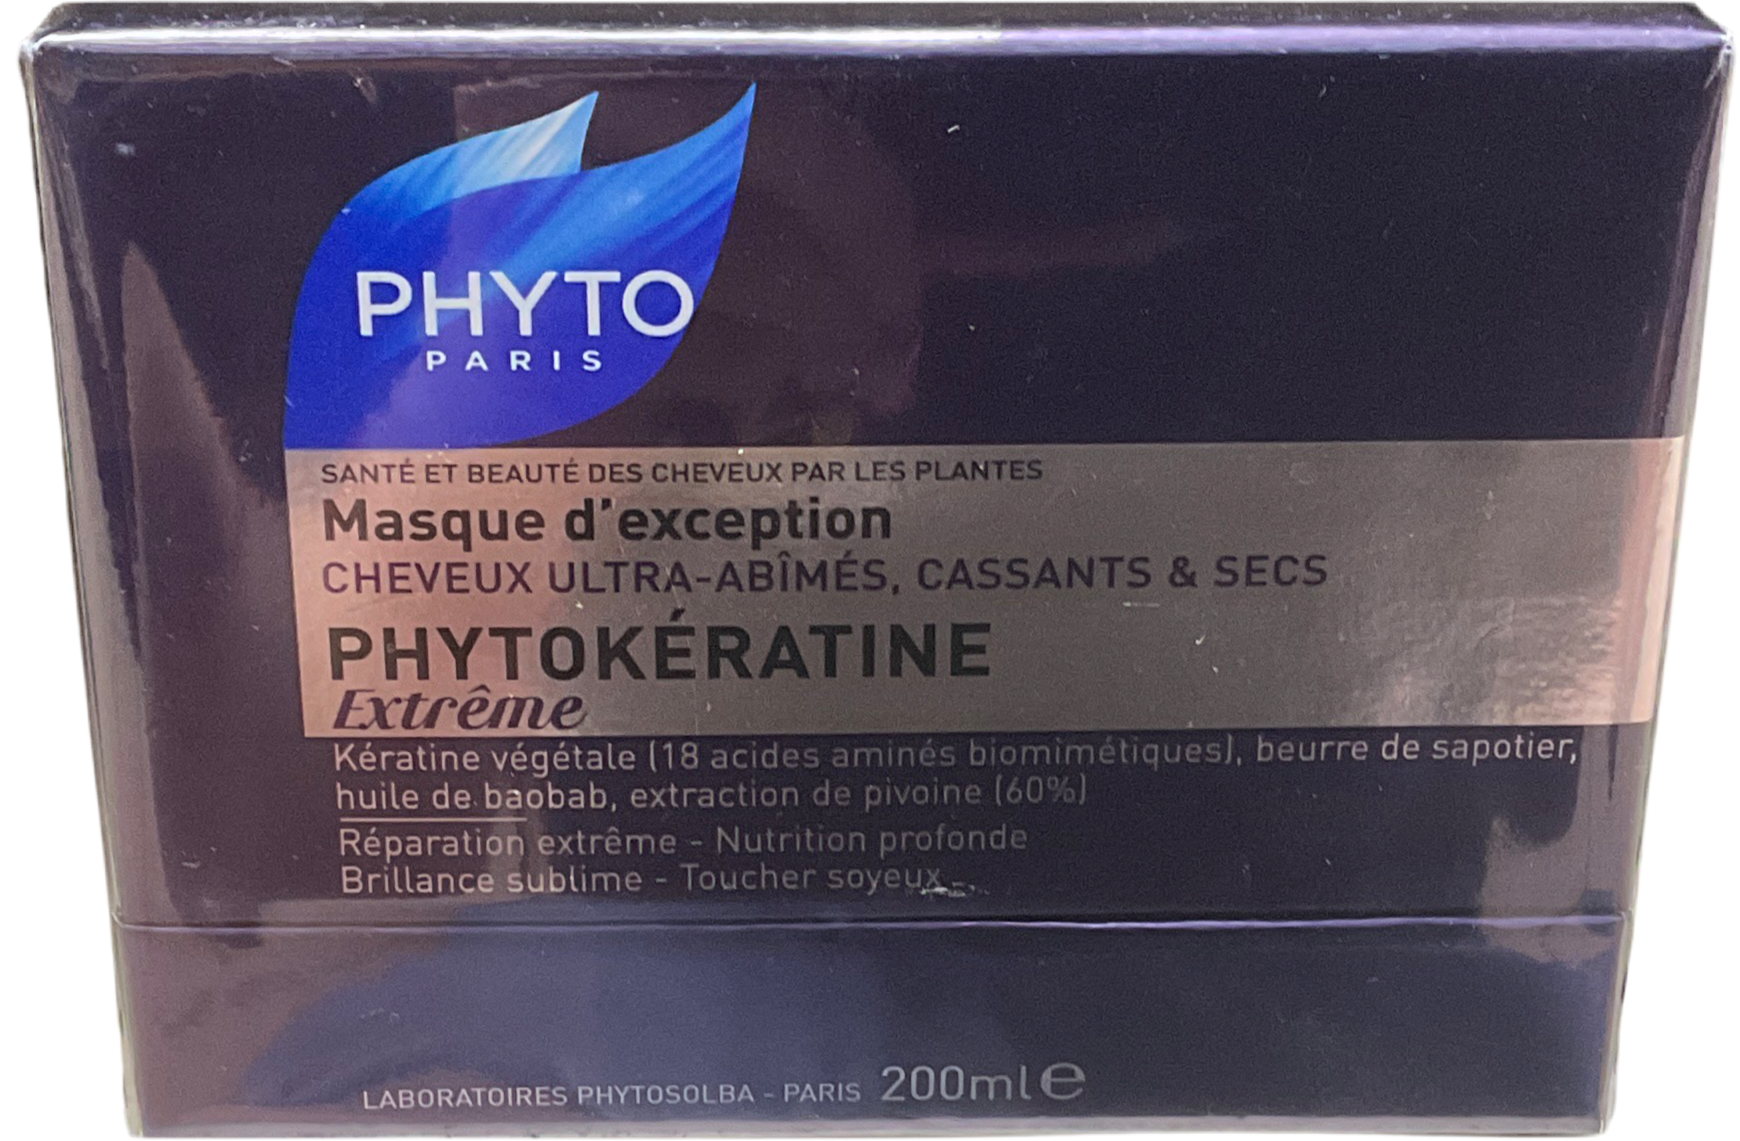 PHYTO
PARIS
SANTÉ ET BEAUTÉ DES CHEVEUX PAR LES PLANTES
Masque d'exception
CHEVEUX ULTRA-ABÎMÉS, CASSANTS & SECS
PHYTOKÉRATINE
Extrême
Kératine végétale (18 acides aminés biomimétiques), beurre de sapotier,
huile de baobab, extraction de pivoine (60%)
Réparation extrême - Nutrition profonde
Brillance sublime - Toucher soyeux
LABORATOIRES PHYTOSOLBA - PARIS 200ml e